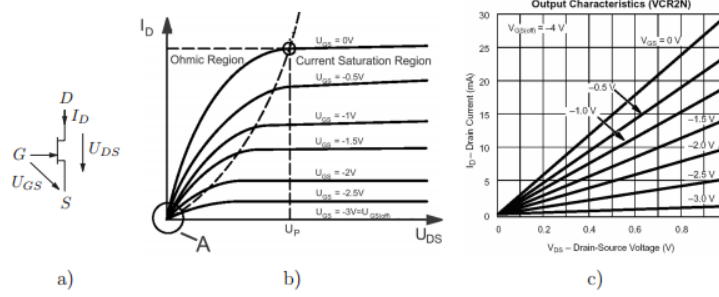 D
I_D
G
U_DS
U_GS
S
a)
I_D
Ohmic Region
Current Saturation Region
U_GS = 0V
U_GS = -0.5V
U_GS = -1V
U_GS = -1.5V
U_GS = -2V
U_GS = -2.5V
U_GS = -3V=U_GS(off)
A
U_P
U_DS
b)
Output Characteristics (VCR2N)
30
25
20
15
10
5
0
I_D – Drain Current (mA)
V_GS(off) = –4 V
V_GS = 0 V
–0.5 V
–1.0 V
–1.5 V
–2.0 V
–2.5 V
–3.0 V
0 0.2 0.4 0.6 0.8
V_DS – Drain-Source Voltage (V)
c)